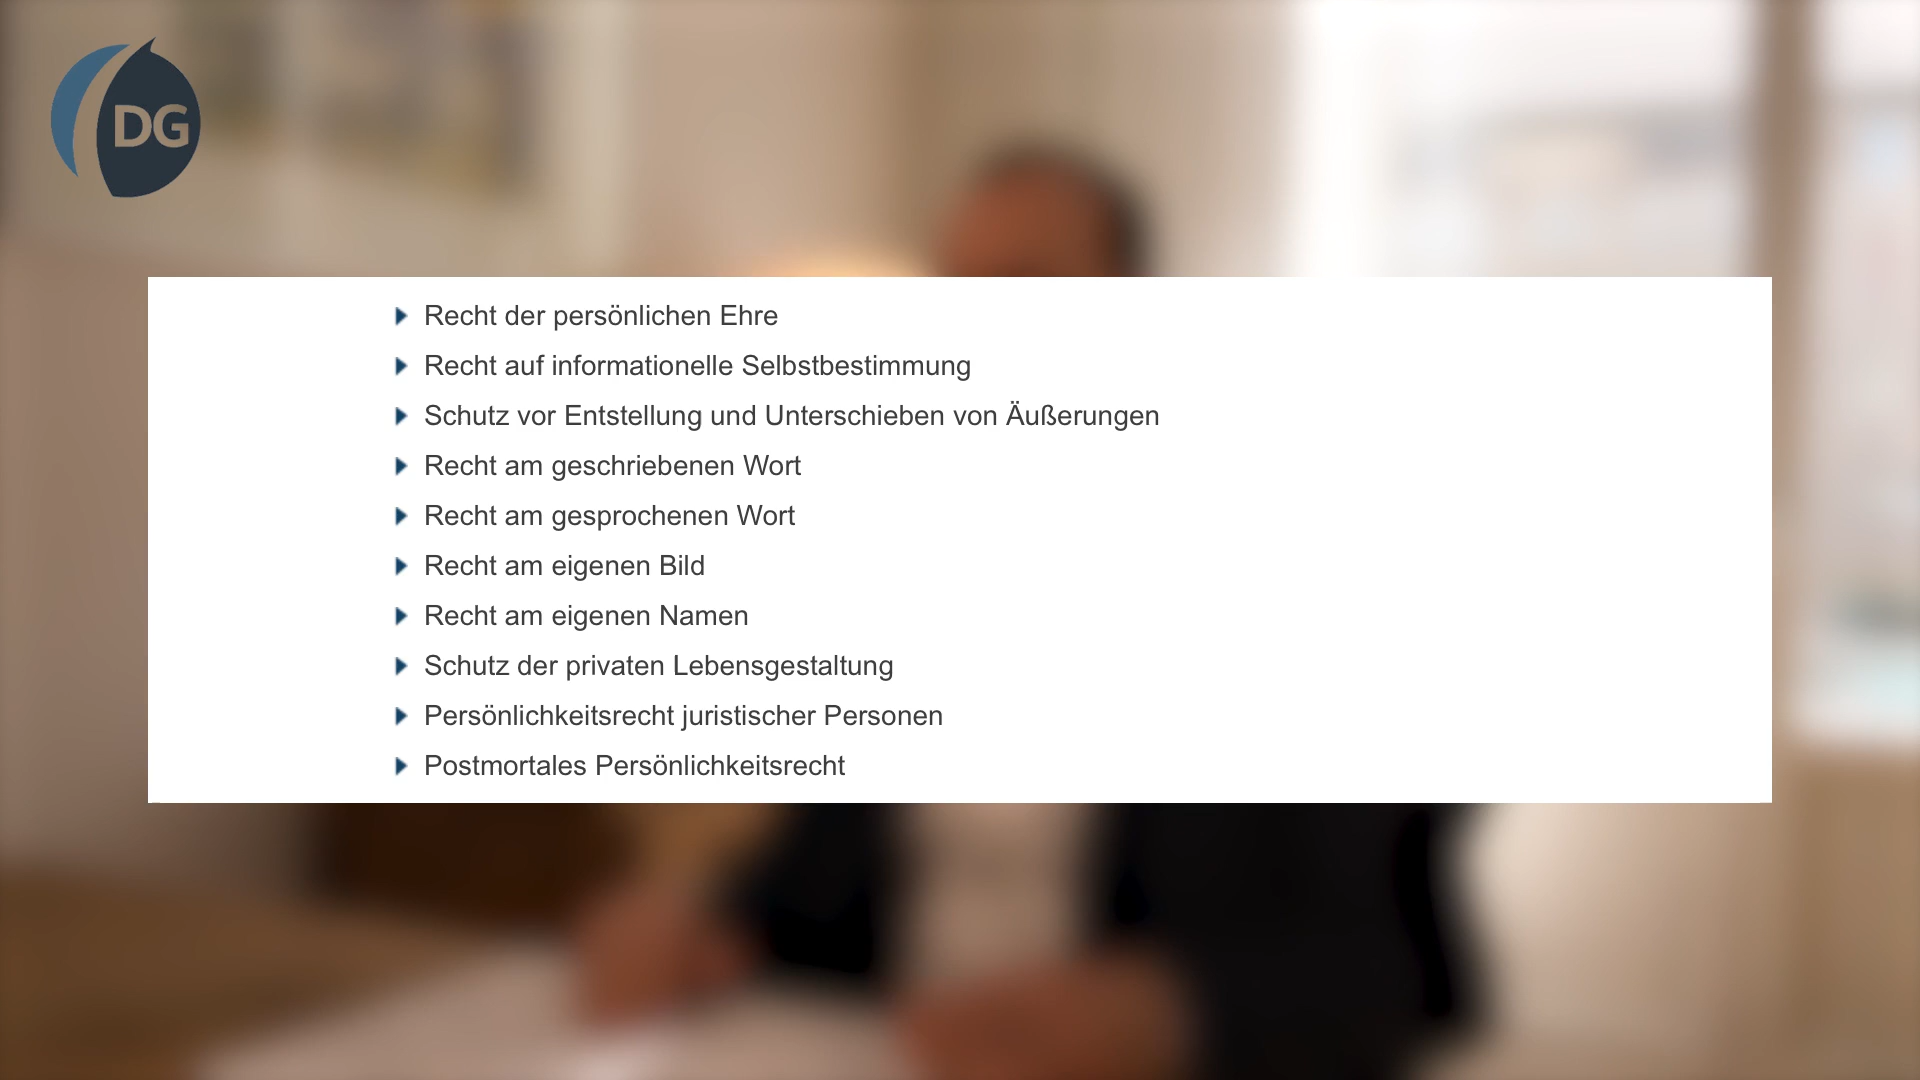 DG
Recht der persönlichen Ehre
Recht auf informationelle Selbstbestimmung
Schutz vor Entstellung und Unterschieben von Äußerungen
Recht am geschriebenen Wort
Recht am gesprochenen Wort
Recht am eigenen Bild
Recht am eigenen Namen
Schutz der privaten Lebensgestaltung
Persönlichkeitsrecht juristischer Personen
Postmortales Persönlichkeitsrecht